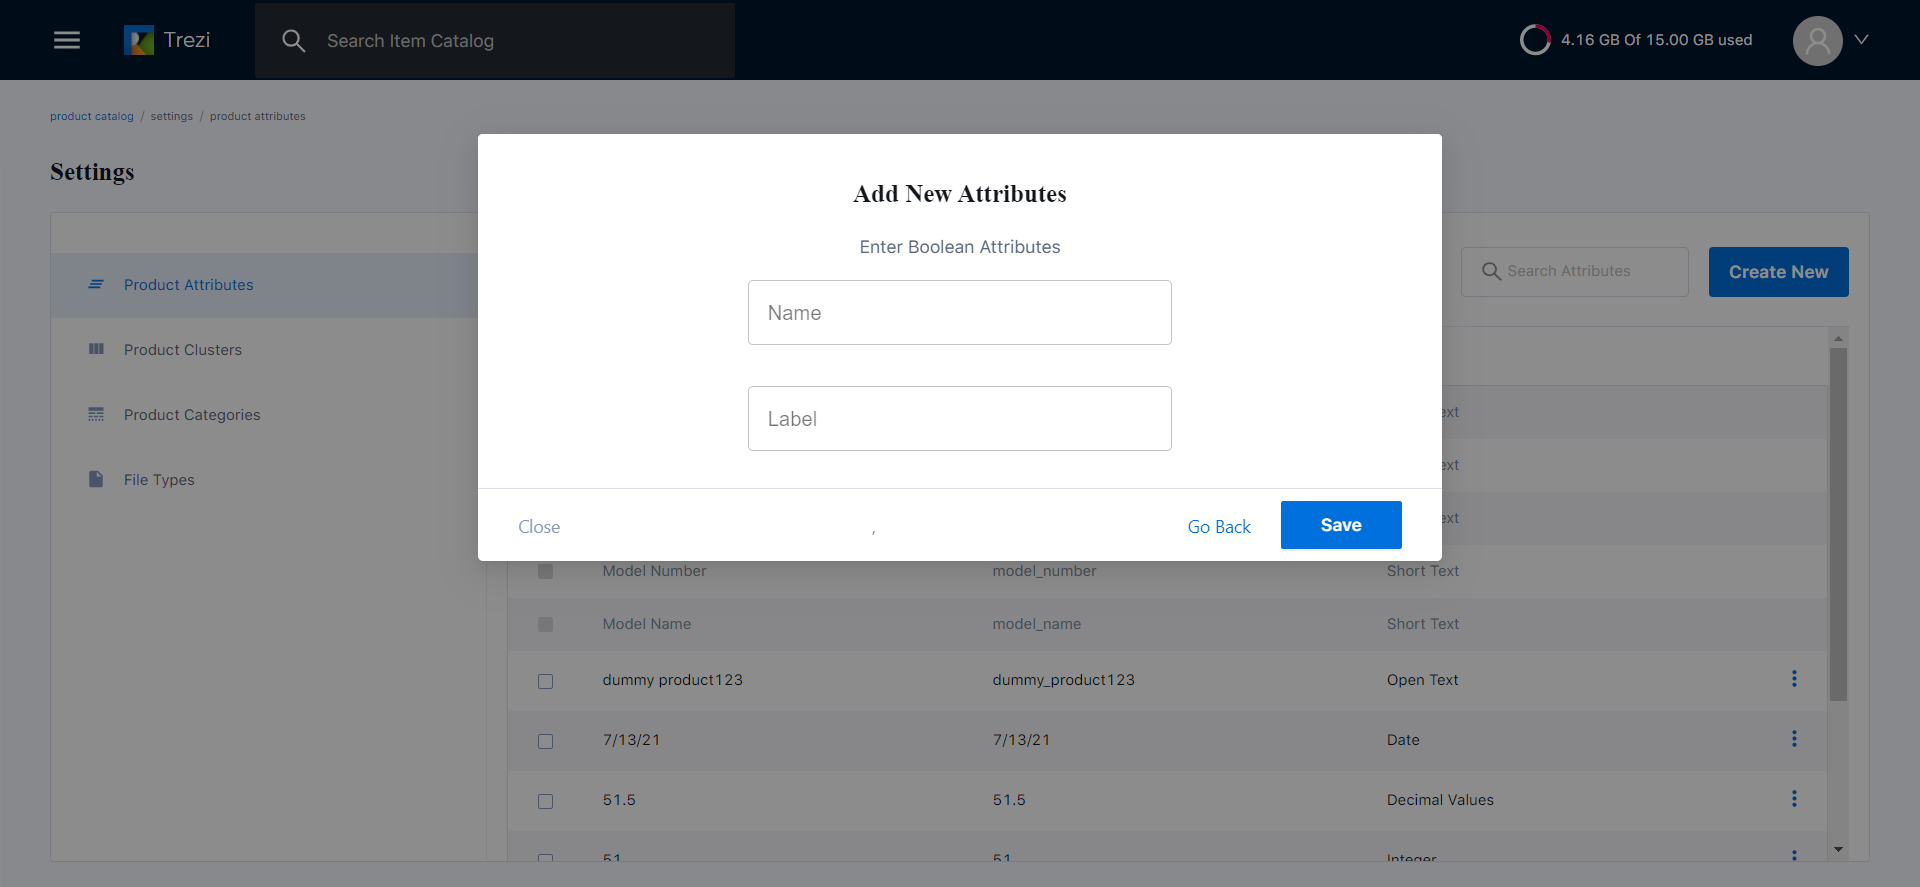 Trezi
Search Item Catalog
4.16 GB Of 15.00 GB used
product catalog / settings / product attributes
Settings
Add New Attributes
Enter Boolean Attributes
Name
Label
Close
,
Go Back
Save
Product Attributes
Product Clusters
Product Categories
File Types
Search Attributes
Create New
ext
ext
ext
Model Number model_number Short Text
Model Name model_name Short Text
dummy product123 dummy_product123 Open Text
7/13/21 7/13/21 Date
51.5 51.5 Decimal Values
51 51 Integer